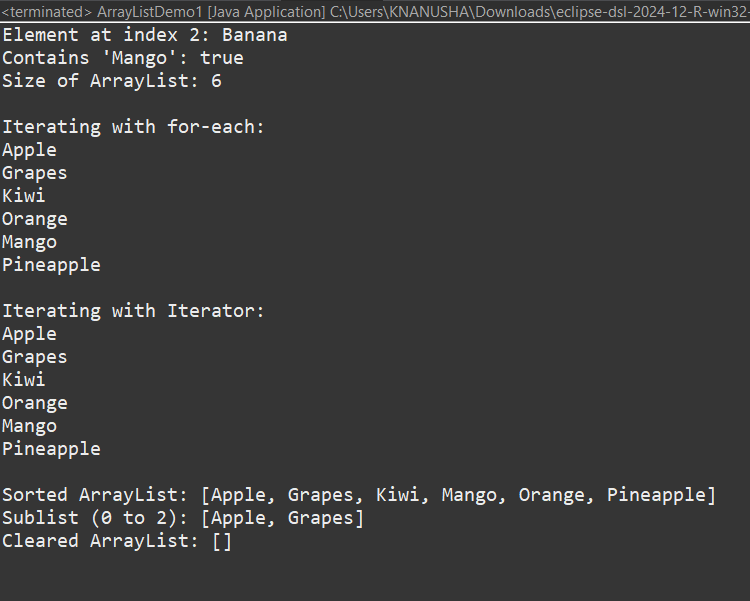 <terminated> ArrayListDemo1 [Java Application] C:\Users\KNANUSHA\Downloads\eclipse-dsl-2024-12-R-win32-
Element at index 2: Banana
Contains 'Mango': true
Size of ArrayList: 6
Iterating with for-each:
Apple
Grapes
Kiwi
Orange
Mango
Pineapple
Iterating with Iterator:
Apple
Grapes
Kiwi
Orange
Mango
Pineapple
Sorted ArrayList: [Apple, Grapes, Kiwi, Mango, Orange, Pineapple]
Sublist (0 to 2): [Apple, Grapes]
Cleared ArrayList: []